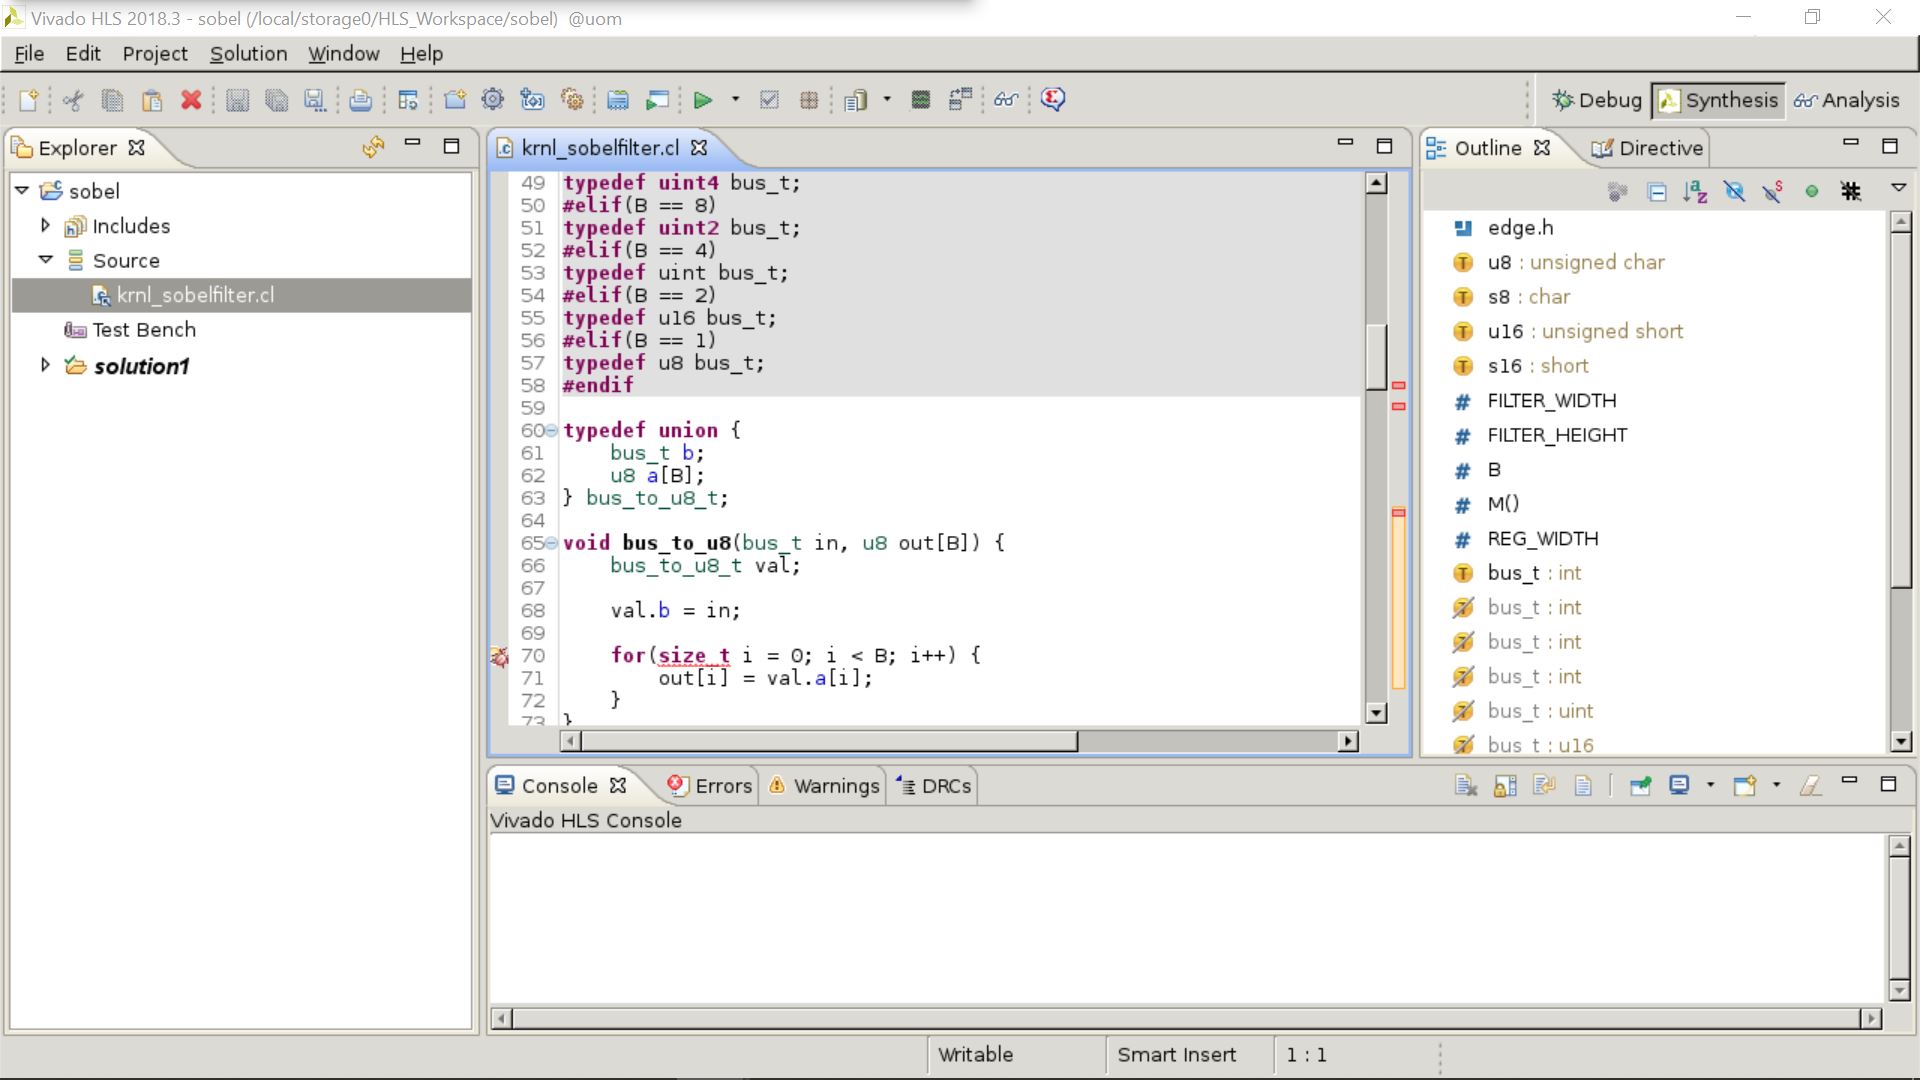 Vivado HLS 2018.3 - sobel (/local/storage0/HLS_Workspace/sobel)  @uom
File Edit Project Solution Window Help
Debug Synthesis Analysis
Explorer
sobel
Includes
Source
krnl_sobelfilter.cl
Test Bench
solution1
krnl_sobelfilter.cl
49 typedef uint4 bus_t;
50 #elif(B == 8)
51 typedef uint2 bus_t;
52 #elif(B == 4)
53 typedef uint bus_t;
54 #elif(B == 2)
55 typedef u16 bus_t;
56 #elif(B == 1)
57 typedef u8 bus_t;
58 #endif
59
60 typedef union {
61     bus_t b;
62     u8 a[B];
63 } bus_to_u8_t;
64
65 void bus_to_u8(bus_t in, u8 out[B]) {
66     bus_to_u8_t val;
67
68     val.b = in;
69
70     for(size_t i = 0; i < B; i++) {
71         out[i] = val.a[i];
72     }
73 }
Outline Directive
edge.h
u8 : unsigned char
s8 : char
u16 : unsigned short
s16 : short
# FILTER_WIDTH
# FILTER_HEIGHT
# B
# M()
# REG_WIDTH
bus_t : int
bus_t : int
bus_t : int
bus_t : int
bus_t : uint
bus_t : u16
Console Errors Warnings DRCs
Vivado HLS Console
Writable Smart Insert 1 : 1